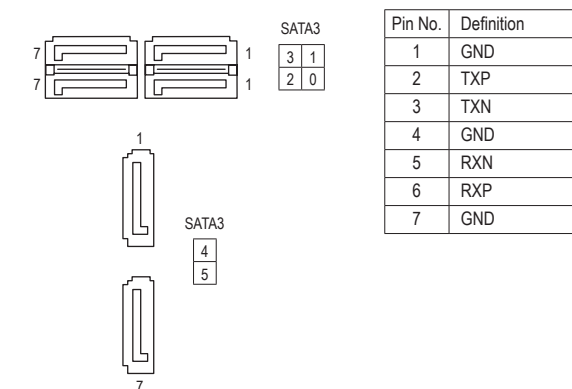 SATA3
7 1
3 1
7 1
2 0
1
SATA3
4
5
7
Pin No. Definition
1 GND
2 TXP
3 TXN
4 GND
5 RXN
6 RXP
7 GND